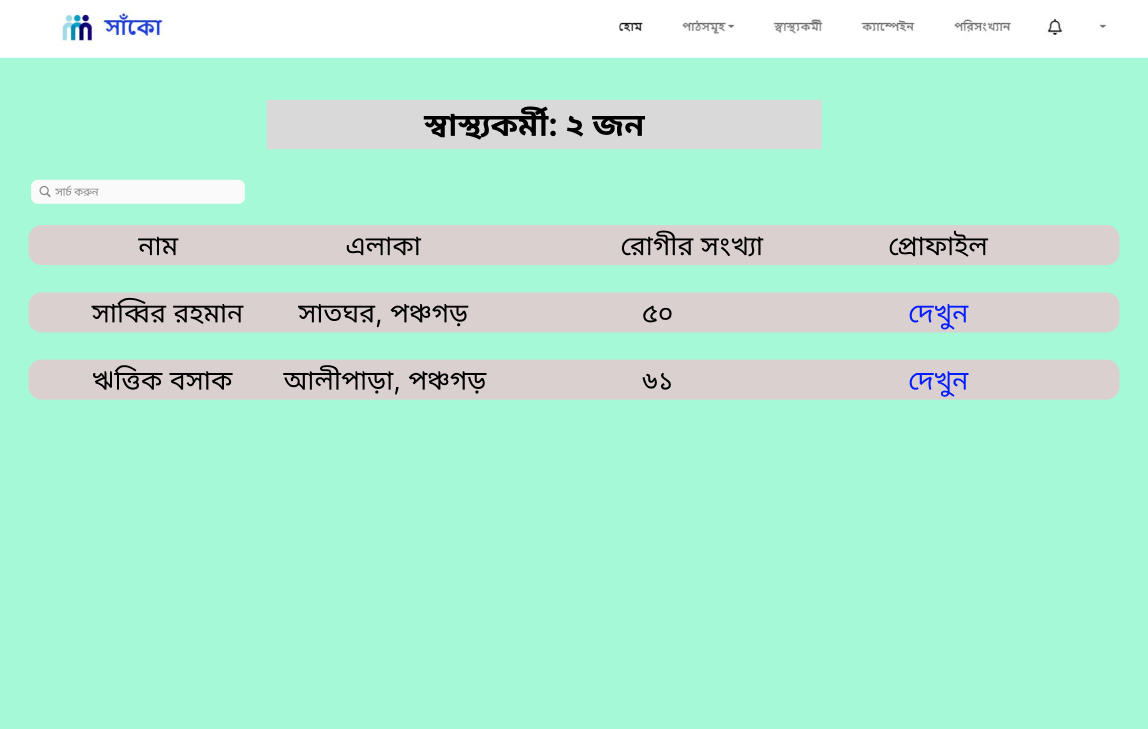 সাঁকো হোম পাঠসমূহ স্বাস্থ্যকর্মী ক্যাম্পেইন পরিসংখ্যান
স্বাস্থ্যকর্মী: ২ জন
সার্চ করুন
নাম এলাকা রোগীর সংখ্যা প্রোফাইল
সাব্বির রহমান সাতঘর, পঞ্চগড় ৫০ দেখুন
ঋত্তিক বসাক আলীপাড়া, পঞ্চগড় ৬১ দেখুন